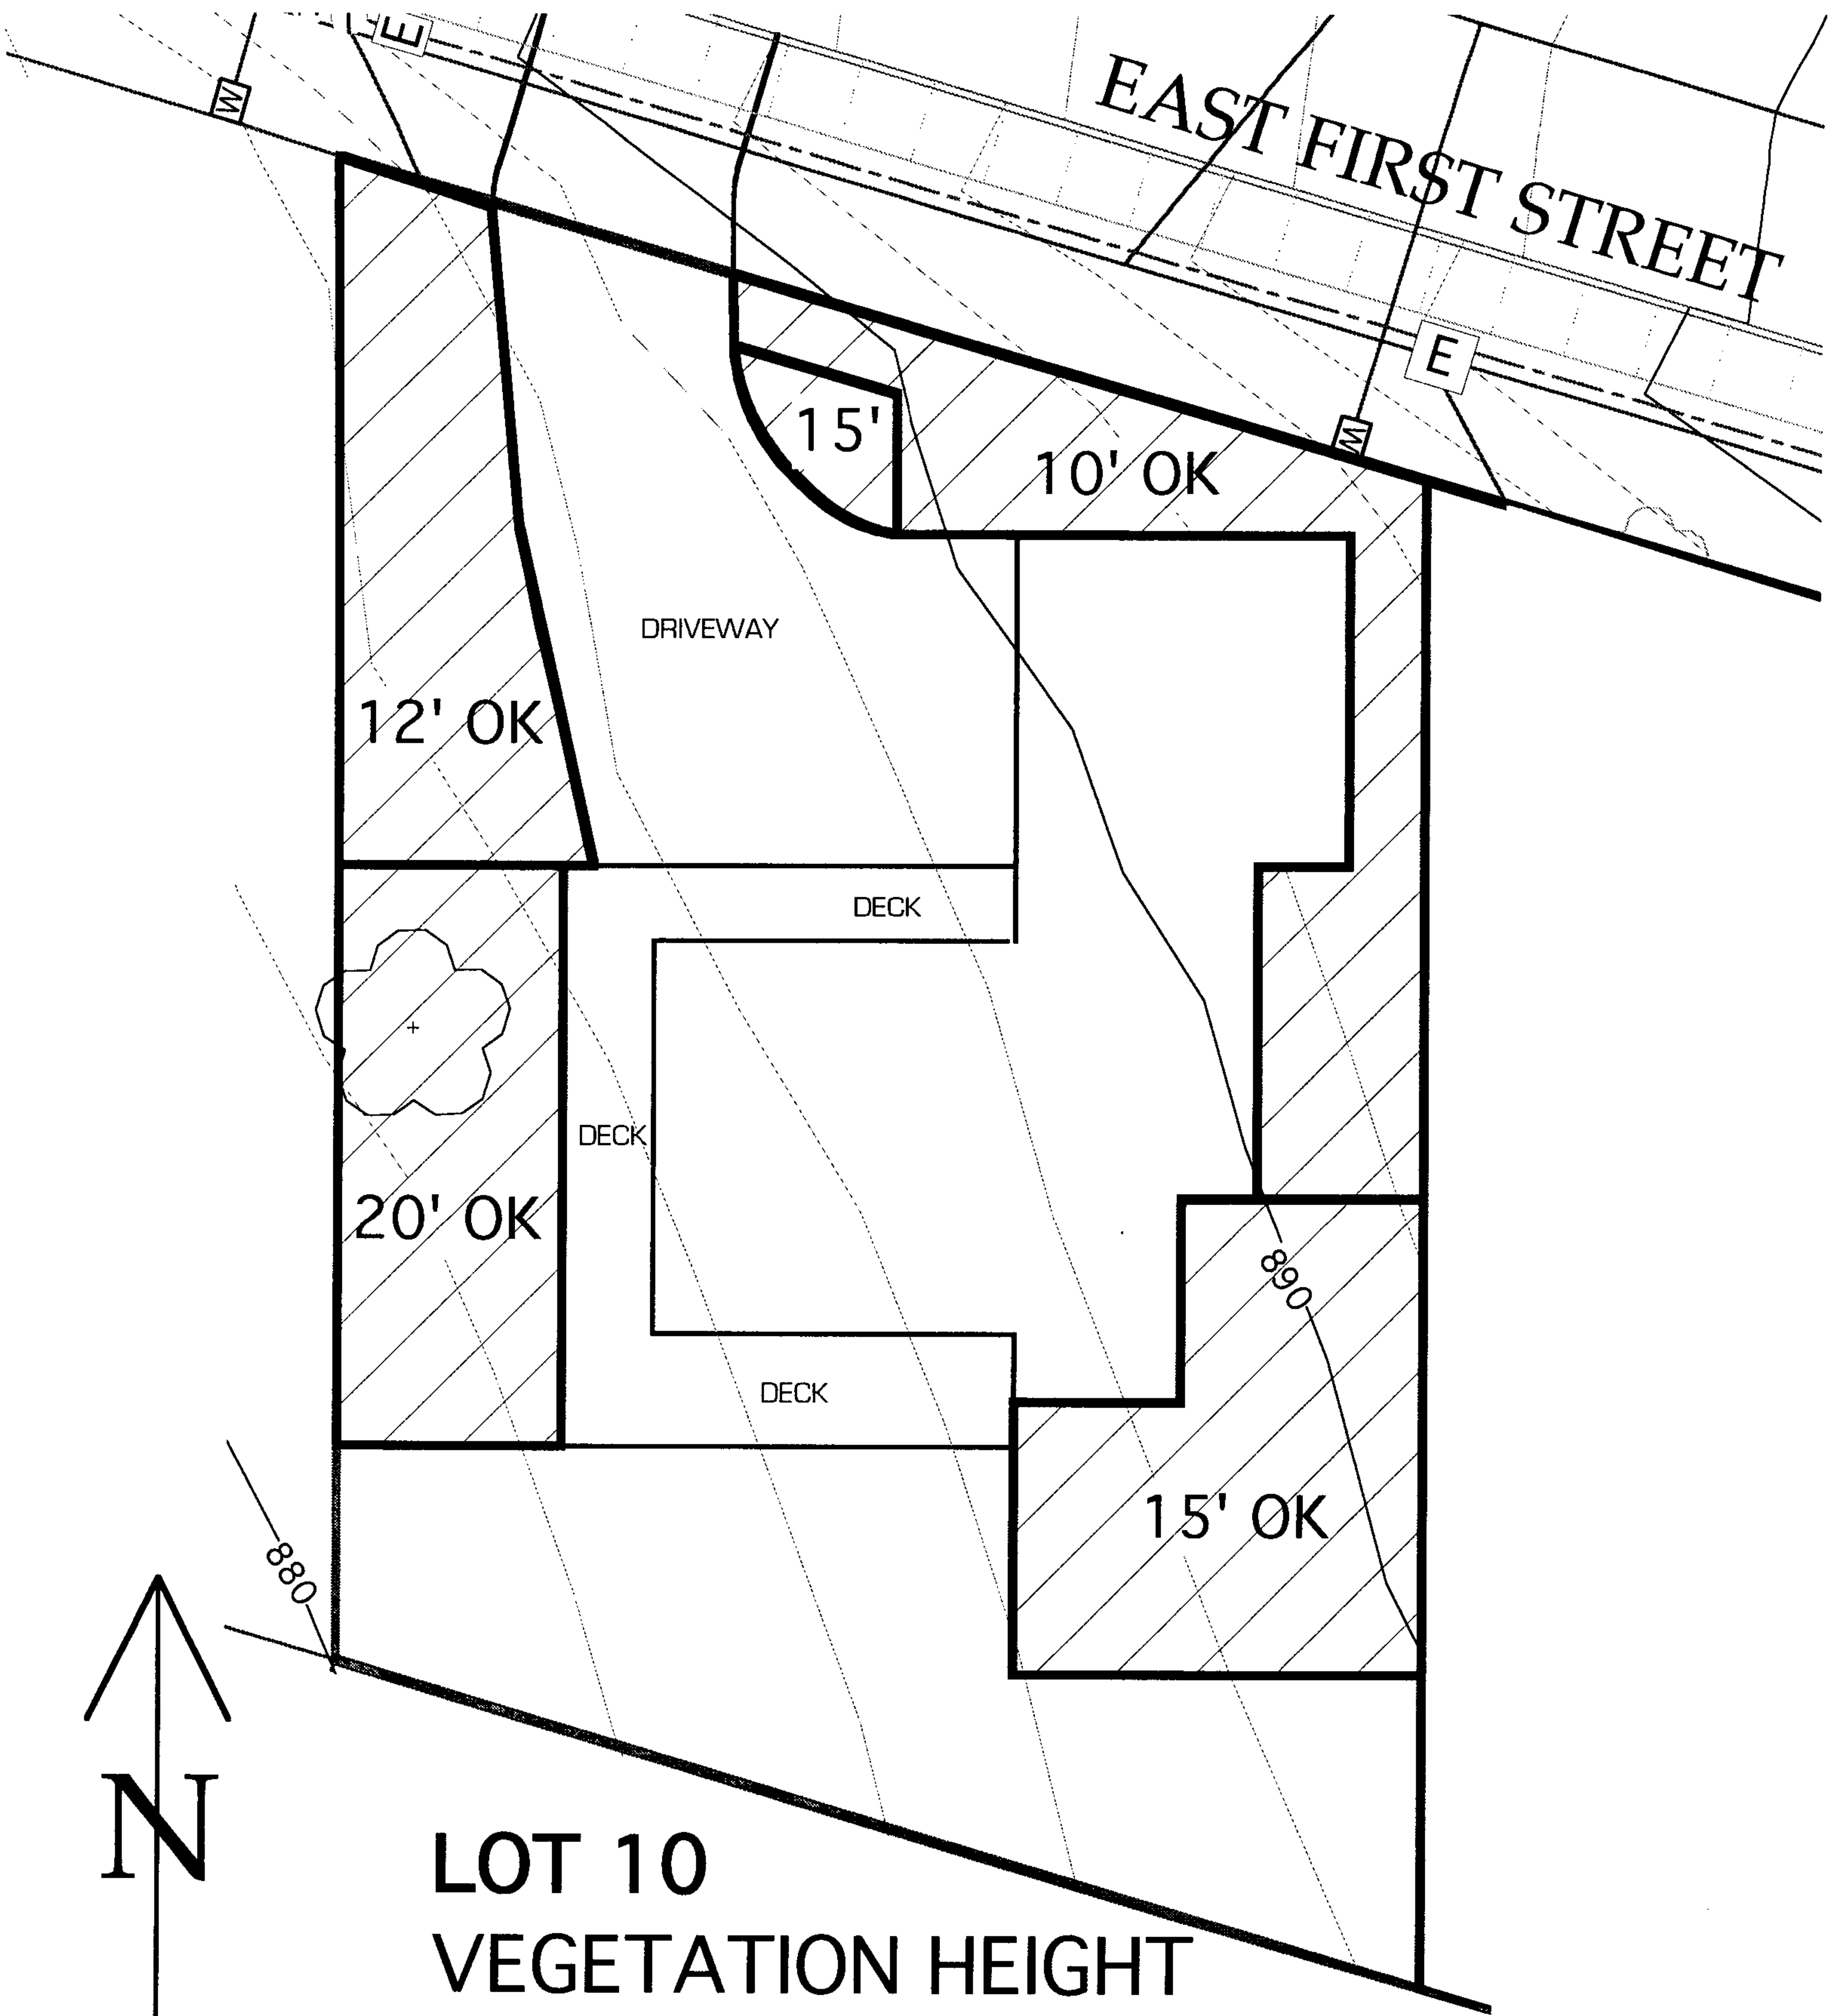 E
W
EAST FIRST STREET
E
W
15'
10' OK
DRIVEWAY
12' OK
DECK
DECK
20' OK
890
DECK
15' OK
880
N
LOT 10
VEGETATION HEIGHT